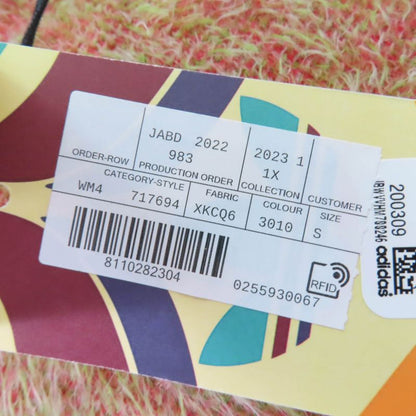 JABD 2022
983
2023 1
1X
ORDER-ROW
PRODUCTION ORDER
COLLECTION
CUSTOMER
CATEGORY-STYLE
FABRIC
COLOUR
SIZE
WM4 717694
XKCQ6
3010
S
8110282304
0255930067
RFID
200309
adidas